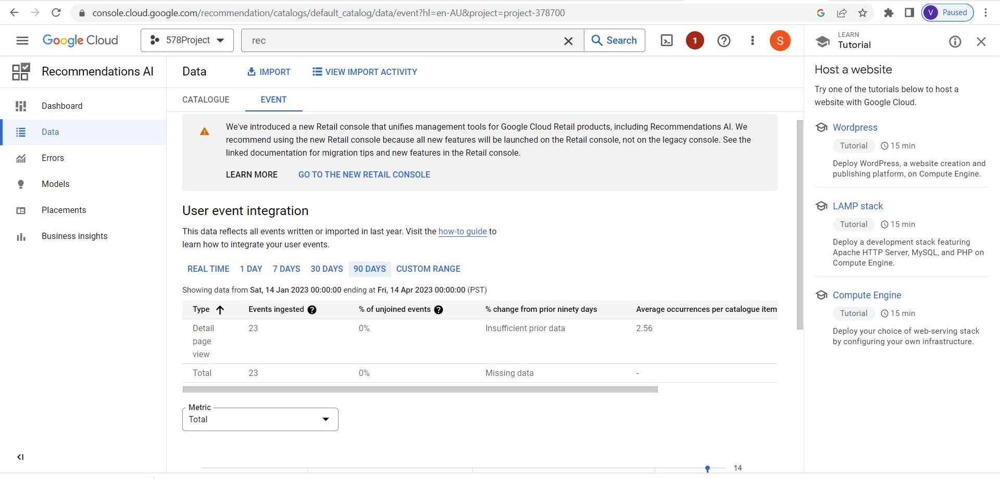 console.cloud.google.com/recommendation/catalogs/default_catalog/data/event?hl=en-AU&project=project-378700
G
V Paused
Google Cloud
578Project
rec
Search
1
S
LEARN
Tutorial
Recommendations AI
Dashboard
Data
Errors
Models
Placements
Business insights
Data
IMPORT
VIEW IMPORT ACTIVITY
CATALOGUE
EVENT
We've introduced a new Retail console that unifies management tools for Google Cloud Retail products, including Recommendations AI. We
recommend using the new Retail console because all new features will be launched on the Retail console, not on the legacy console. See the
linked documentation for migration tips and new features in the Retail console.
LEARN MORE GO TO THE NEW RETAIL CONSOLE
User event integration
This data reflects all events written or imported in last year. Visit the how-to guide to
learn how to integrate your user events.
REAL TIME 1 DAY 7 DAYS 30 DAYS 90 DAYS CUSTOM RANGE
Showing data from Sat, 14 Jan 2023 00:00:00 ending at Fri, 14 Apr 2023 00:00:00 (PST)
Type Events ingested % of unjoined events % change from prior ninety days Average occurrences per catalogue item
Detail page view 23 0% Insufficient prior data 2.56
Total 23 0% Missing data -
Metric
Total
14
Host a website
Try one of the tutorials below to host a
website with Google Cloud.
Wordpress
Tutorial 15 min
Deploy WordPress, a website creation and
publishing platform, on Compute Engine.
LAMP stack
Tutorial 15 min
Deploy a development stack featuring
Apache HTTP Server, MySQL, and PHP on
Compute Engine.
Compute Engine
Tutorial 15 min
Deploy your choice of web-serving stack
by configuring your own infrastructure.